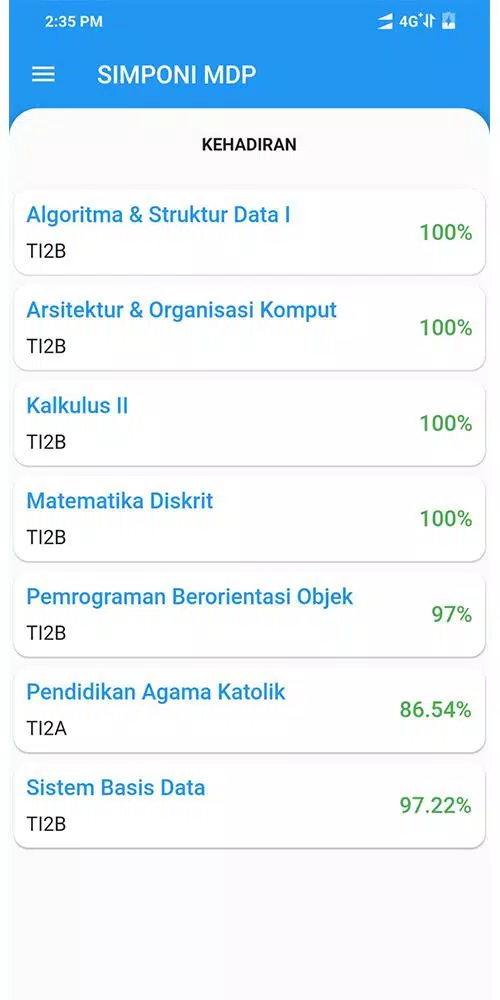 2:35 PM
4G+
SIMPONI MDP
KEHADIRAN
Algoritma & Struktur Data I
100%
TI2B
Arsitektur & Organisasi Komput
100%
TI2B
Kalkulus II
100%
TI2B
Matematika Diskrit
100%
TI2B
Pemrograman Berorientasi Objek
97%
TI2B
Pendidikan Agama Katolik
86.54%
TI2A
Sistem Basis Data
97.22%
TI2B